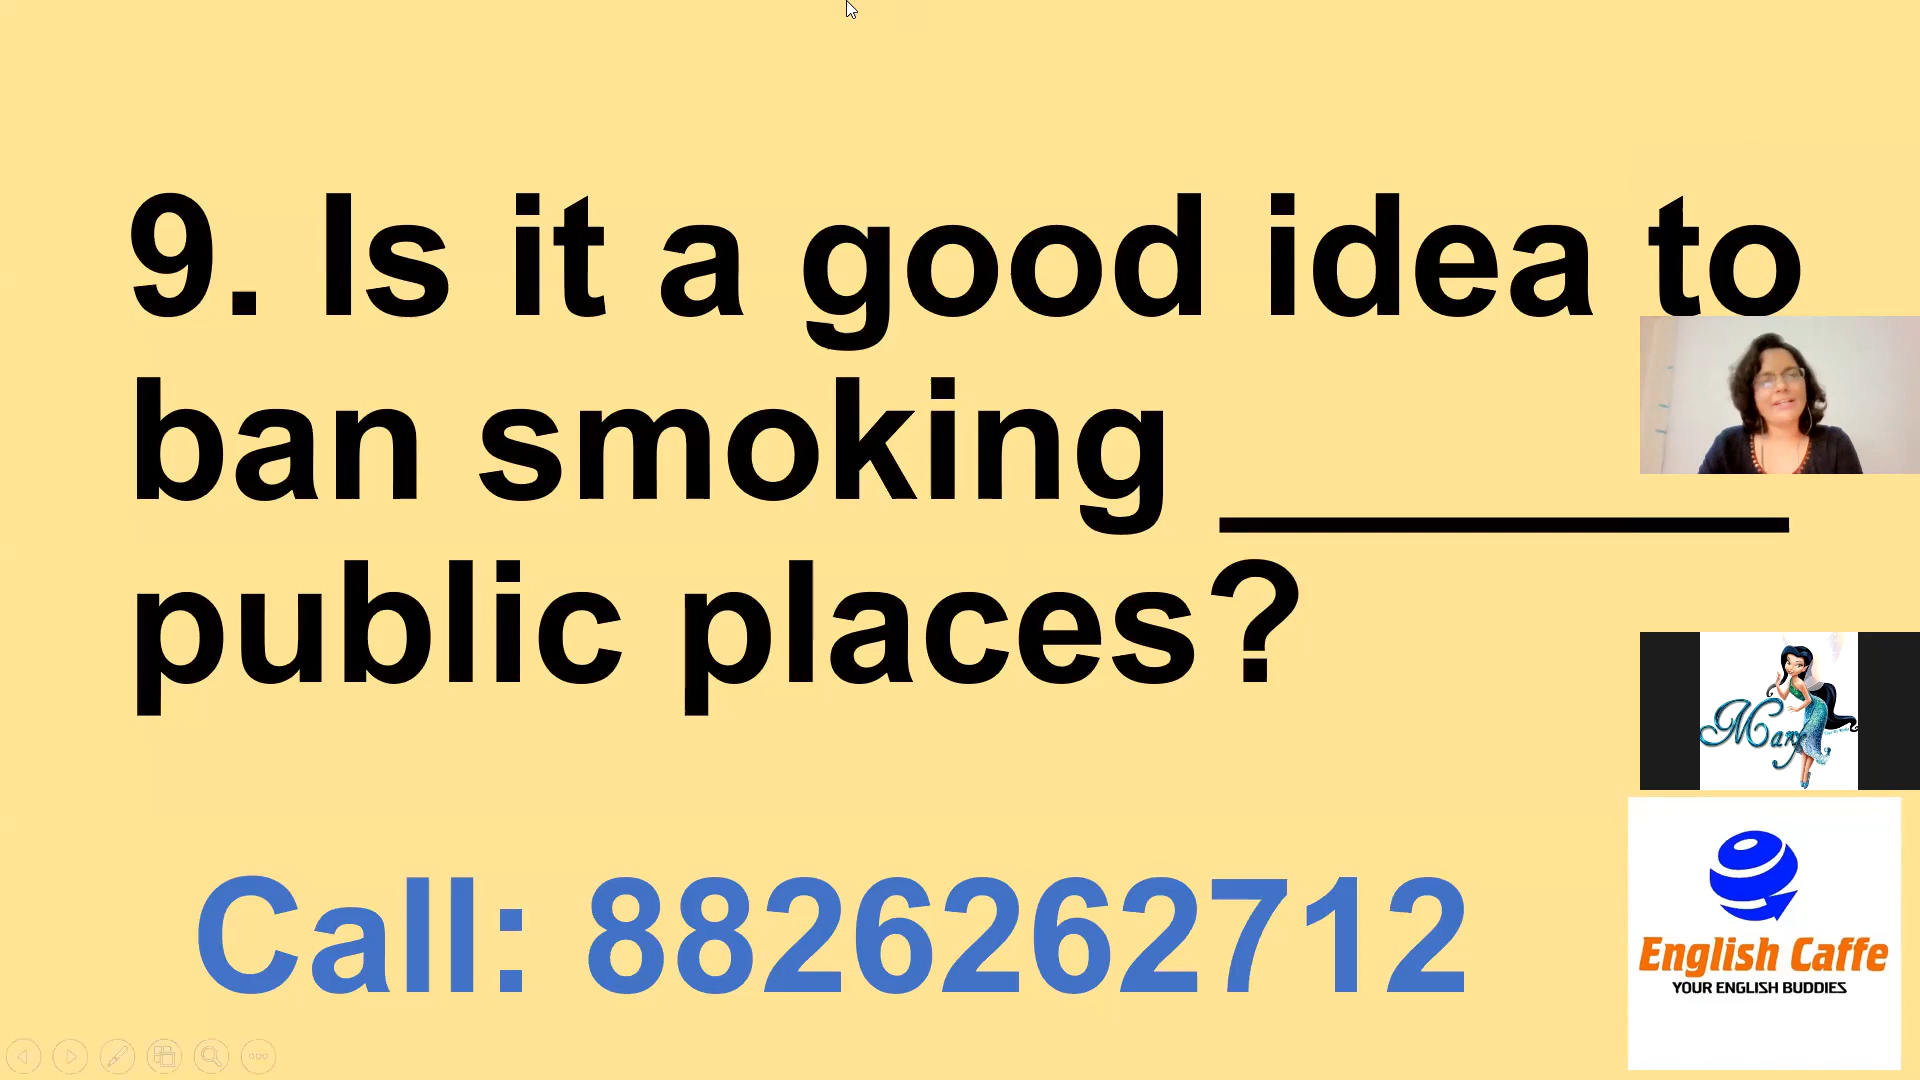 9. Is it a good idea to
ban smoking ________
public places?
Call: 8826262712
Mary
English Caffe
YOUR ENGLISH BUDDIES